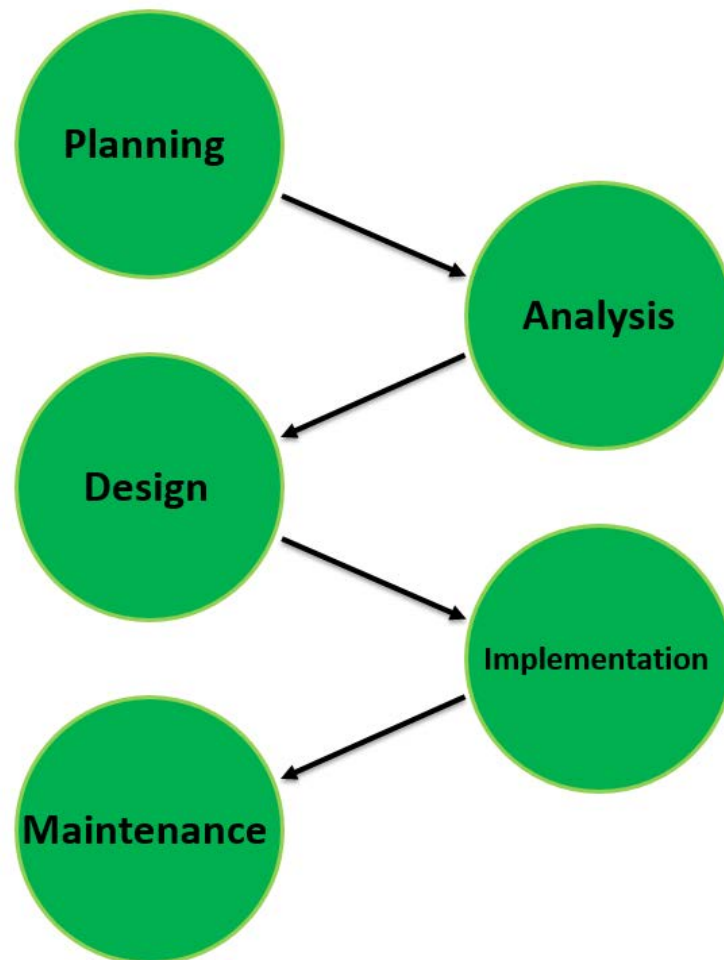 Planning
Analysis
Design
Implementation
Maintenance